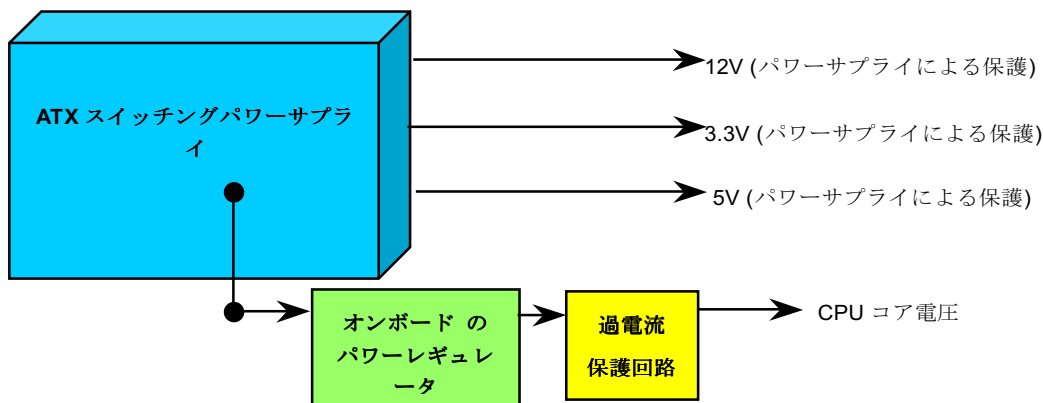 ATX スイッチングパワーサプラ
イ
12V (パワーサプライによる保護)
3.3V (パワーサプライによる保護)
5V (パワーサプライによる保護)
オンボード の
パワーレギュレ
ータ
過電流
保護回路
CPU コア電圧